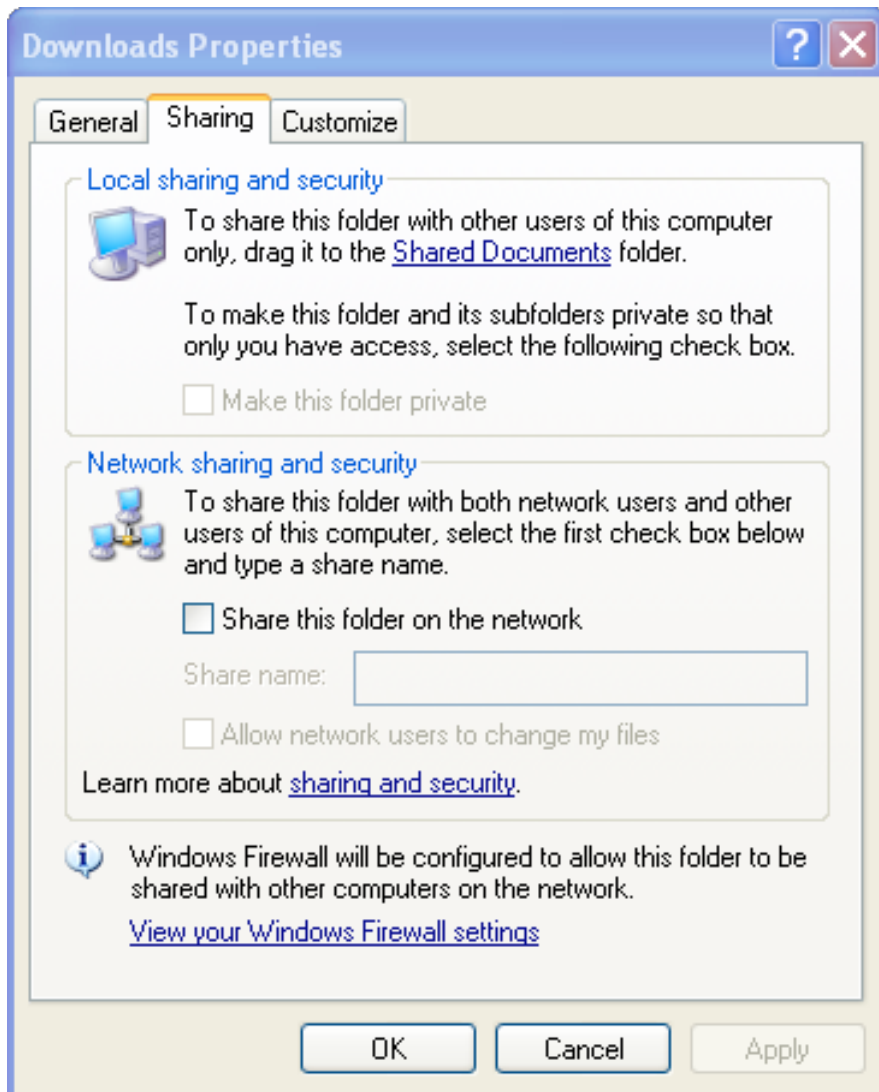 Downloads Properties
General Sharing Customize
Local sharing and security
To share this folder with other users of this computer
only, drag it to the Shared Documents folder.
To make this folder and its subfolders private so that
only you have access, select the following check box.
Make this folder private
Network sharing and security
To share this folder with both network users and other
users of this computer, select the first check box below
and type a share name.
Share this folder on the network
Share name:
Allow network users to change my files
Learn more about sharing and security.
Windows Firewall will be configured to allow this folder to be
shared with other computers on the network.
View your Windows Firewall settings
OK Cancel Apply